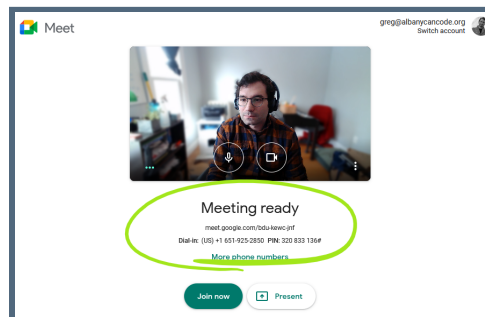 Meet
greg@albanycancode.org
Switch account
Meeting ready
meet.google.com/bdu-kewc-jnf
Dial-in: (US) +1 651-925-2850 PIN: 320 833 136#
More phone numbers
Join now
Present